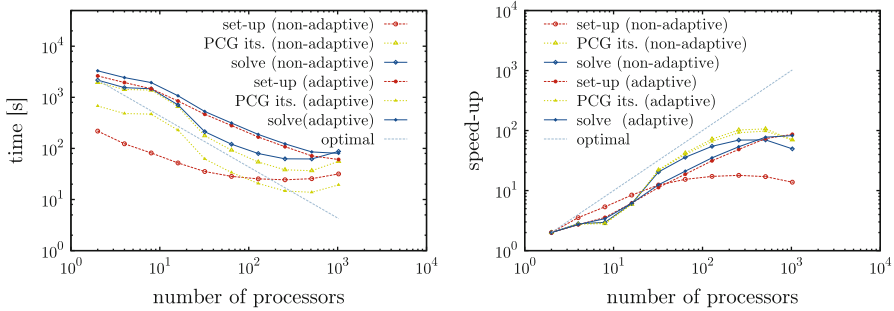 10^5
10^4
10^3
10^2
10^1
10^0
time [s]
set-up (non-adaptive)
PCG its. (non-adaptive)
solve (non-adaptive)
set-up (adaptive)
PCG its. (adaptive)
solve(adaptive)
optimal
10^0 10^1 10^2 10^3 10^4
number of processors
10^4
10^3
10^2
10^1
10^0
speed-up
set-up (non-adaptive)
PCG its. (non-adaptive)
solve (non-adaptive)
set-up (adaptive)
PCG its. (adaptive)
solve (adaptive)
optimal
10^0 10^1 10^2 10^3 10^4
number of processors